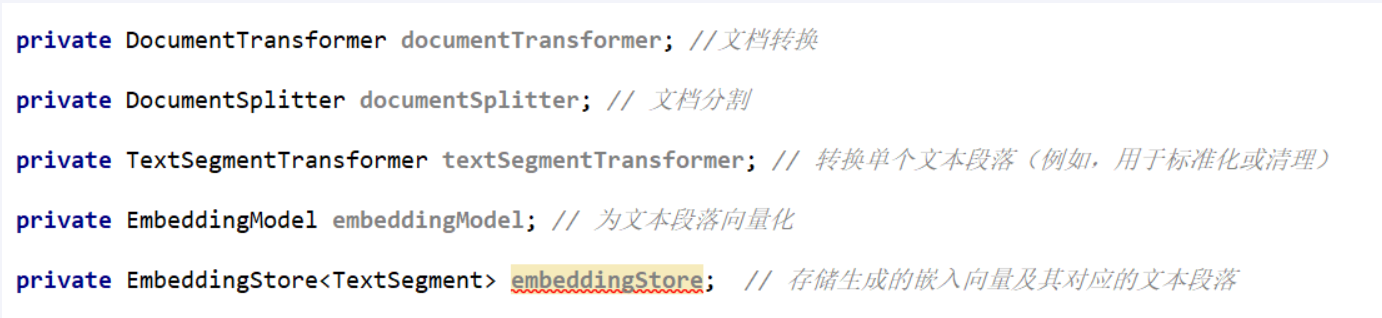 private DocumentTransformer documentTransformer; //文档转换
private DocumentSplitter documentSplitter; // 文档分割
private TextSegmentTransformer textSegmentTransformer; // 转换单个文本段落（例如，用于标准化或清理）
private EmbeddingModel embeddingModel; // 为文本段落向量化
private EmbeddingStore<TextSegment> embeddingStore; // 存储生成的嵌入向量及其对应的文本段落